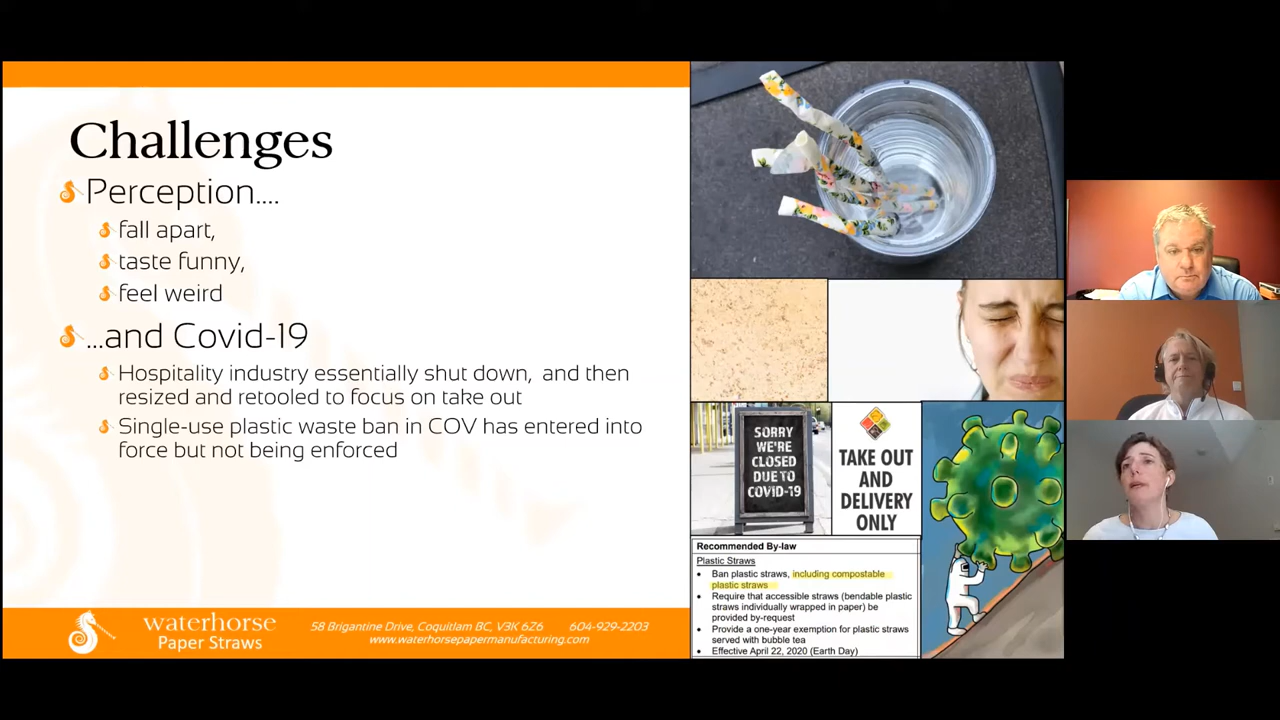 Challenges
Perception....
fall apart,
taste funny,
feel weird
...and Covid-19
Hospitality industry essentially shut down, and then
resized and retooled to focus on take out
Single-use plastic waste ban in COV has entered into
force but not being enforced
waterhorse
Paper Straws
58 Brigantine Drive, Coquitlam BC, V3K 6Z6 604-929-2203
www.waterhorsepapermanufacturing.com
SORRY
WE'RE
CLOSED
DUE TO
COVID-19
TAKE OUT
AND
DELIVERY
ONLY
Recommended By-law
Plastic Straws
• Ban plastic straws, including compostable
plastic straws
• Require that accessible straws (bendable plastic
straws individually wrapped in paper) be
provided by-request
• Provide a one-year exemption for plastic straws
served with bubble tea
• Effective April 22, 2020 (Earth Day)